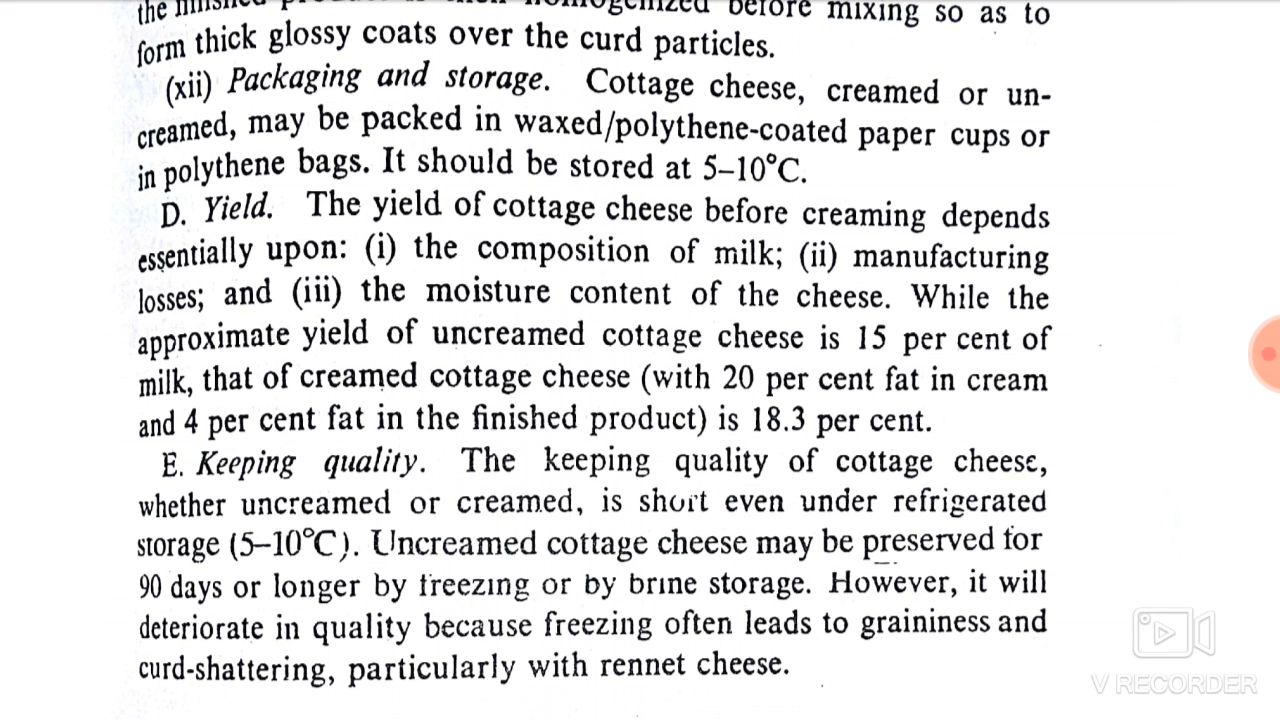 the finished product is then homogenized before mixing so as to
form thick glossy coats over the curd particles.
(xii) Packaging and storage. Cottage cheese, creamed or un-
creamed, may be packed in waxed/polythene-coated paper cups or
in polythene bags. It should be stored at 5–10°C.
D. Yield. The yield of cottage cheese before creaming depends
essentially upon: (i) the composition of milk; (ii) manufacturing
losses; and (iii) the moisture content of the cheese. While the
approximate yield of uncreamed cottage cheese is 15 per cent of
milk, that of creamed cottage cheese (with 20 per cent fat in cream
and 4 per cent fat in the finished product) is 18.3 per cent.
E. Keeping quality. The keeping quality of cottage cheese,
whether uncreamed or creamed, is short even under refrigerated
storage (5–10°C). Uncreamed cottage cheese may be preserved for
90 days or longer by freezing or by brine storage. However, it will
deteriorate in quality because freezing often leads to graininess and
curd-shattering, particularly with rennet cheese.
V RECORDER